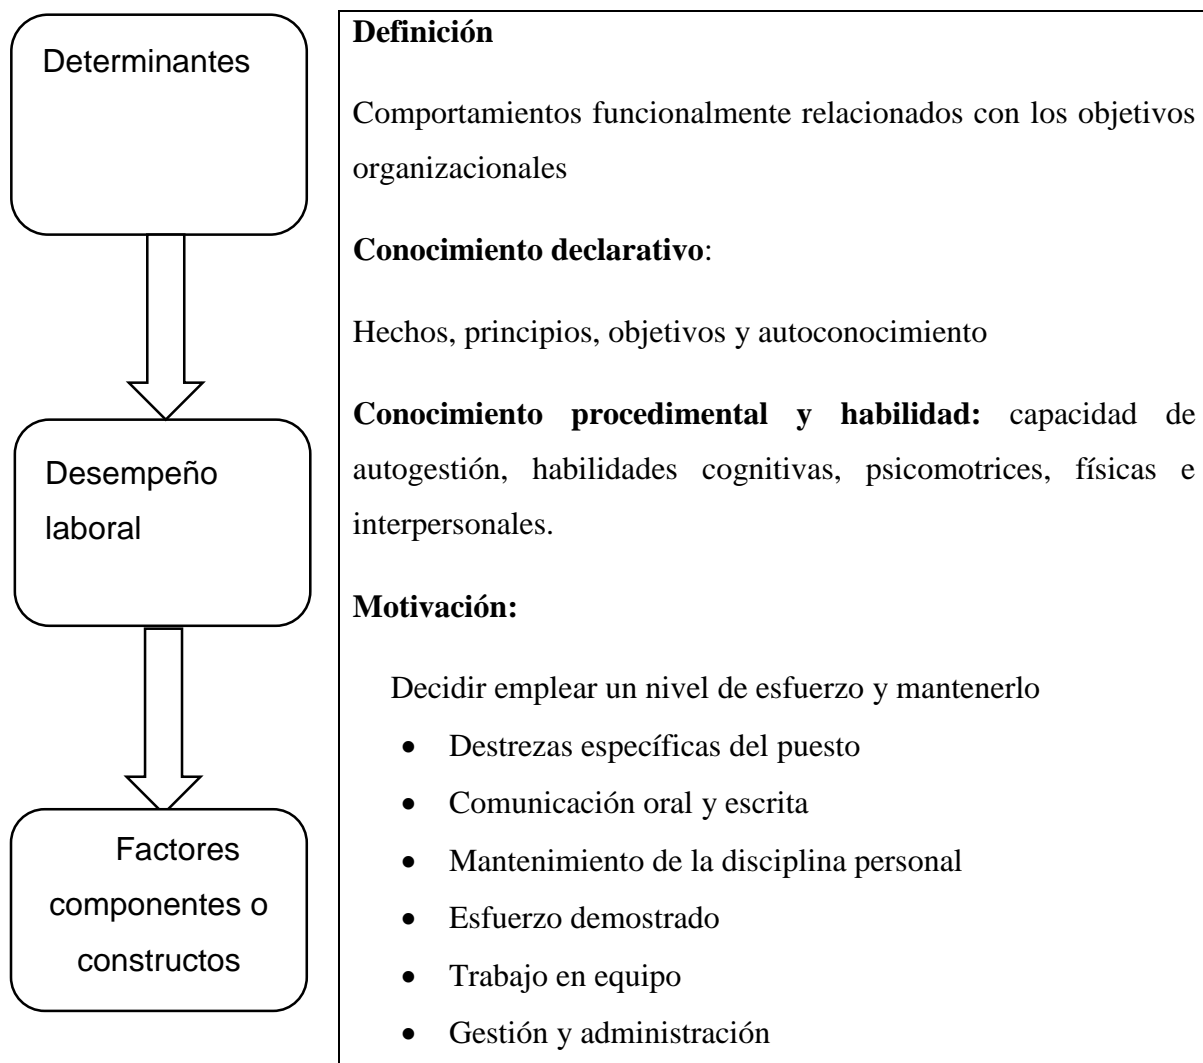 Determinantes
Desempeño
laboral
Factores
componentes o
constructos
Definición
Comportamientos funcionalmente relacionados con los objetivos
organizacionales
Conocimiento declarativo:
Hechos, principios, objetivos y autoconocimiento
Conocimiento procedimental y habilidad: capacidad de
autogestión, habilidades cognitivas, psicomotrices, físicas e
interpersonales.
Motivación:
Decidir emplear un nivel de esfuerzo y mantenerlo
• Destrezas específicas del puesto
• Comunicación oral y escrita
• Mantenimiento de la disciplina personal
• Esfuerzo demostrado
• Trabajo en equipo
• Gestión y administración